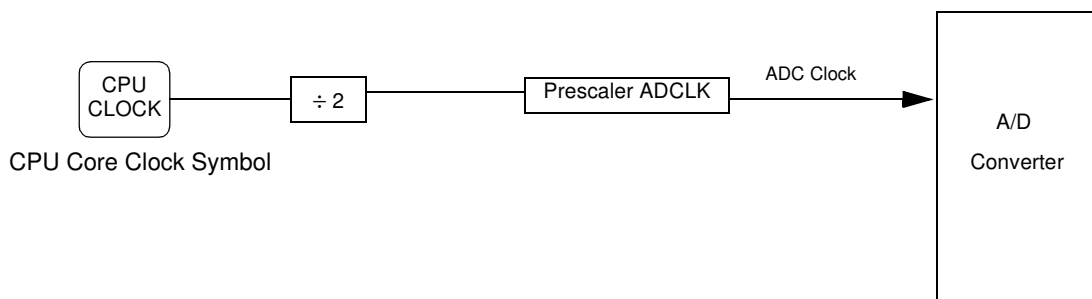 CPU
CLOCK
CPU Core Clock Symbol
÷ 2
Prescaler ADCLK
ADC Clock
A/D
Converter